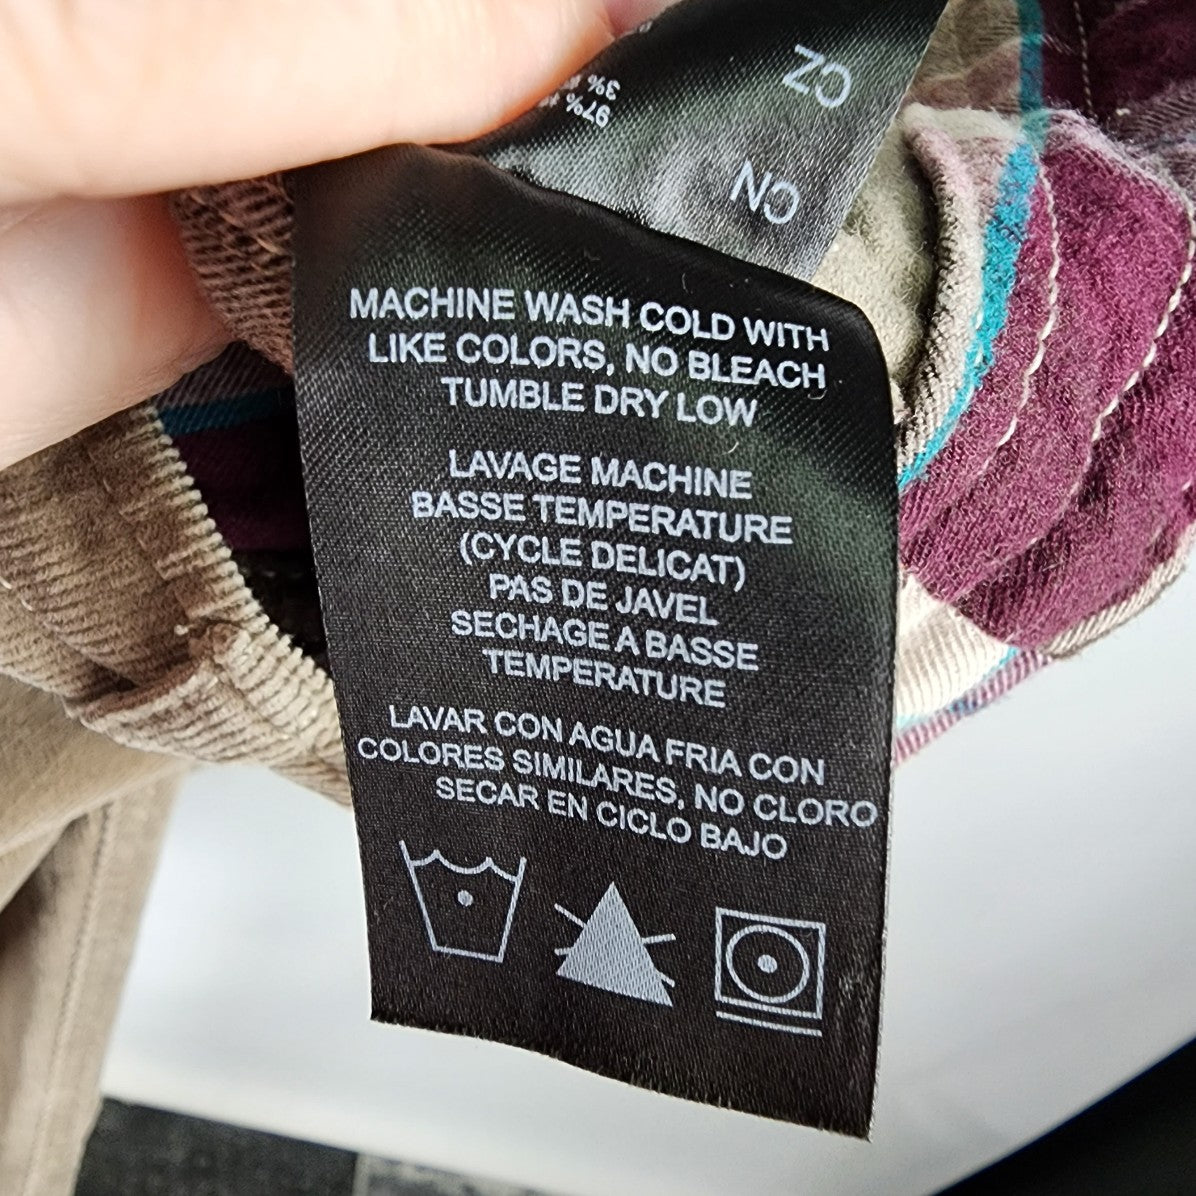 CZ
CN
97%
3%
MACHINE WASH COLD WITH
LIKE COLORS, NO BLEACH
TUMBLE DRY LOW
LAVAGE MACHINE
BASSE TEMPERATURE
(CYCLE DELICAT)
PAS DE JAVEL
SECHAGE A BASSE
TEMPERATURE
LAVAR CON AGUA FRIA CON
COLORES SIMILARES, NO CLORO
SECAR EN CICLO BAJO